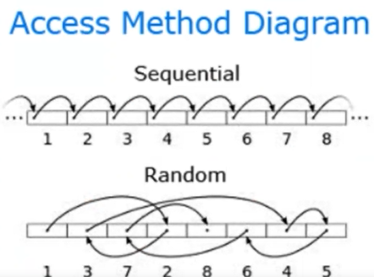 Access Method Diagram
Sequential
... ...
1 2 3 4 5 6 7 8
Random
1 3 7 2 8 6 4 5